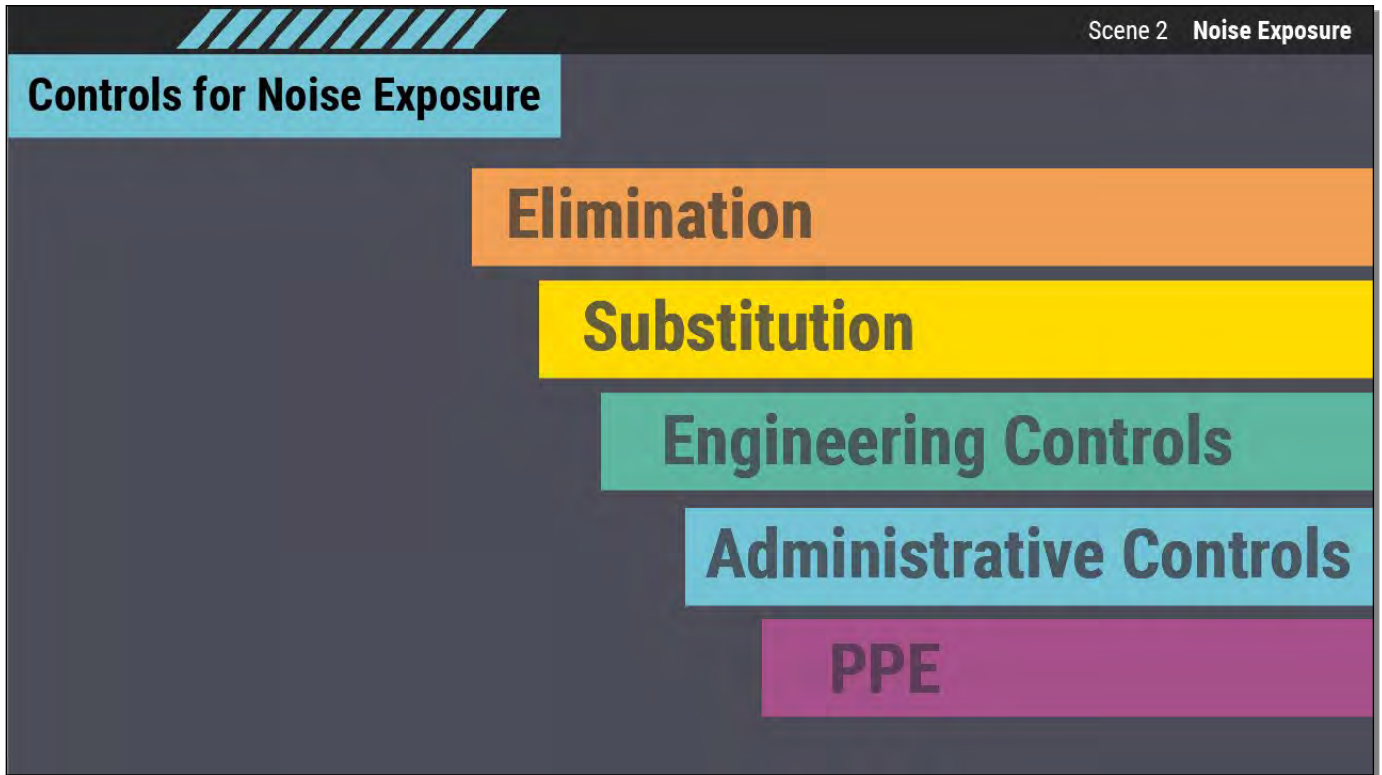 Scene 2 Noise Exposure
Controls for Noise Exposure
Elimination
Substitution
Engineering Controls
Administrative Controls
PPE